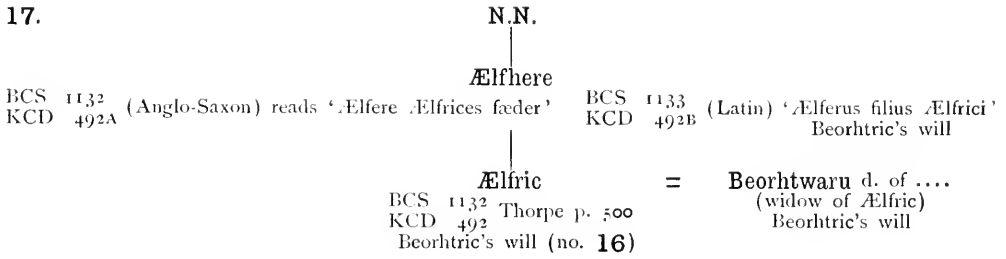 17. N.N.
Ælfhere
BCS 1132 (Anglo-Saxon) reads ‘Ælfere Ælfrices fæder’ BCS 1133 (Latin) ‘Ælferus filius Ælfrici’
KCD 492A KCD 492B Beorhtric's will
Ælfric = Beorhtwaru d. of ....
BCS 1132 Thorpe p. 500 (widow of Ælfric)
KCD 492 Beorhtric's will
Beorhtric's will (no. 16)